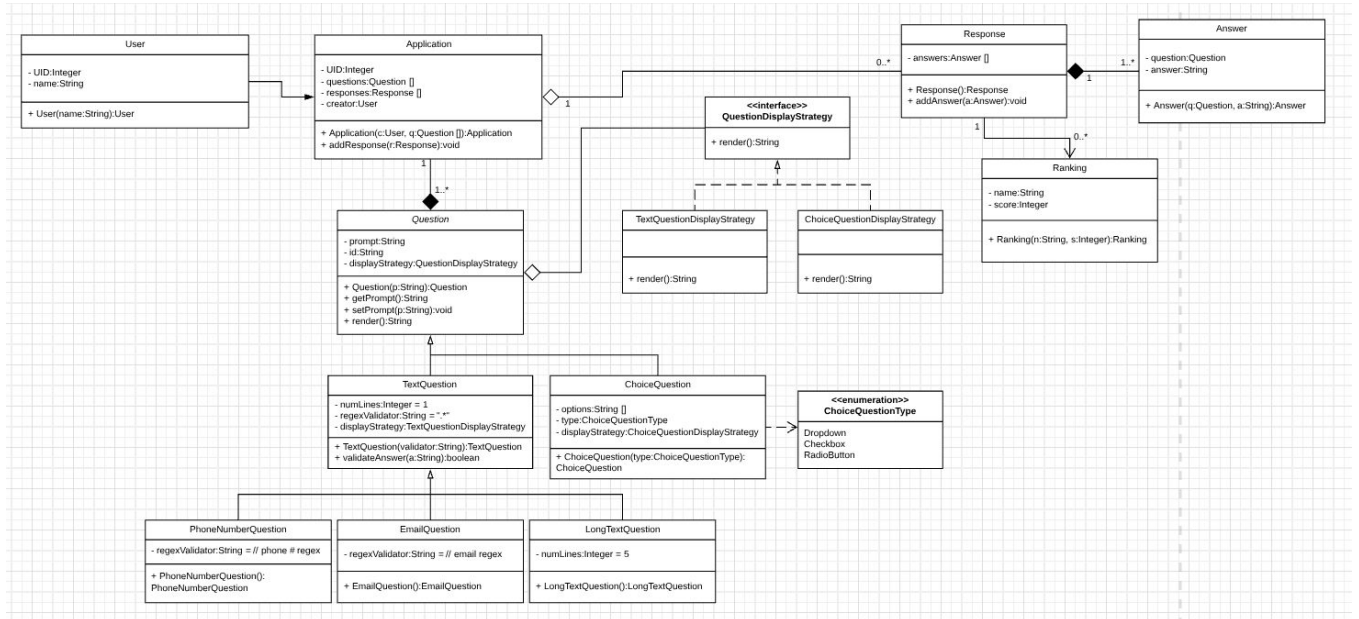 User
- UID:Integer
- name:String
+ User(name:String):User
Application
- UID:Integer
- questions:Question []
- responses:Response []
- creator:User
+ Application(c:User, q:Question []):Application
+ addResponse(r:Response):void
1
0..*
Response
- answers:Answer []
+ Response():Response
+ addAnswer(a:Answer):void
1
1..*
Answer
- question:Question
- answer:String
+ Answer(q:Question, a:String):Answer
<<interface>>
QuestionDisplayStrategy
+ render():String
1
0..*
Ranking
- name:String
- score:Integer
+ Ranking(n:String, s:Integer):Ranking
1
1..*
Question
- prompt:String
- id:String
- displayStrategy:QuestionDisplayStrategy
+ Question(p:String):Question
+ getPrompt():String
+ setPrompt(p:String):void
+ render():String
TextQuestionDisplayStrategy
+ render():String
ChoiceQuestionDisplayStrategy
+ render():String
TextQuestion
- numLines:Integer = 1
- regexValidator:String = ".*"
- displayStrategy:TextQuestionDisplayStrategy
+ TextQuestion(validator:String):TextQuestion
+ validateAnswer(a:String):boolean
ChoiceQuestion
- options:String []
- type:ChoiceQuestionType
- displayStrategy:ChoiceQuestionDisplayStrategy
+ ChoiceQuestion(type:ChoiceQuestionType):
ChoiceQuestion
<<enumeration>>
ChoiceQuestionType
Dropdown
Checkbox
RadioButton
PhoneNumberQuestion
- regexValidator:String = // phone # regex
+ PhoneNumberQuestion():
PhoneNumberQuestion
EmailQuestion
- regexValidator:String = // email regex
+ EmailQuestion():EmailQuestion
LongTextQuestion
- numLines:Integer = 5
+ LongTextQuestion():LongTextQuestion